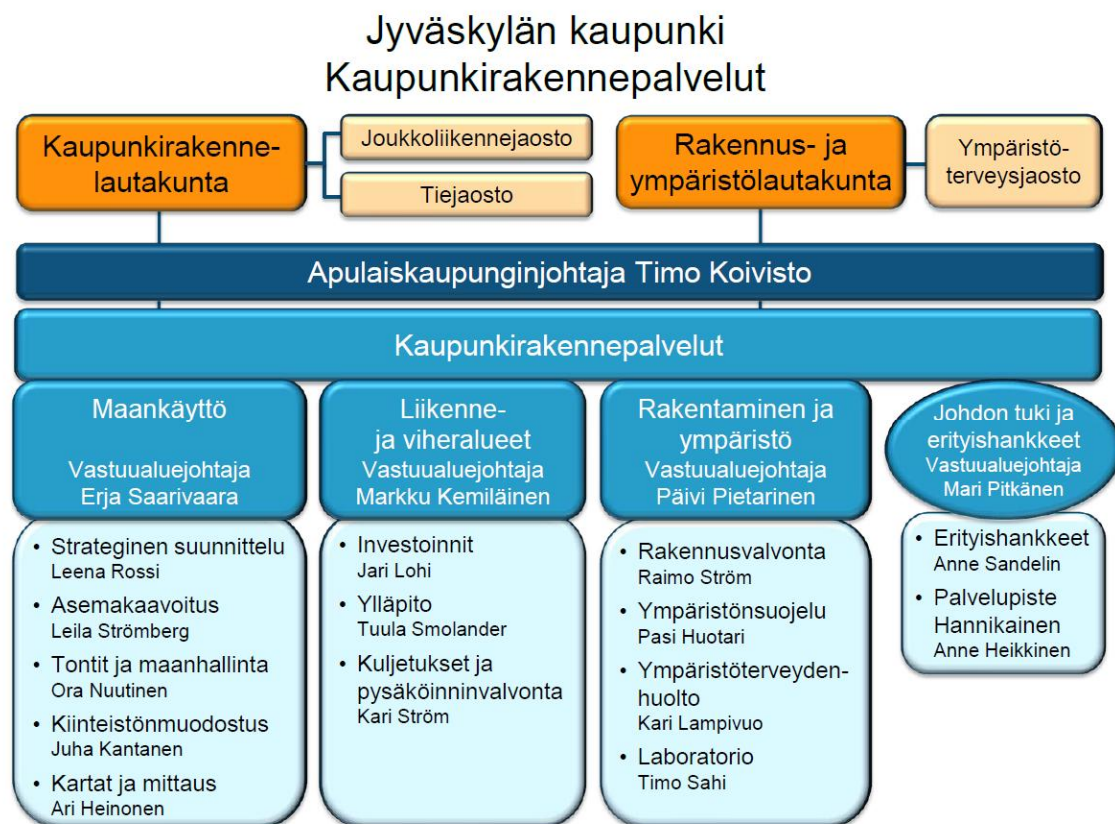 Jyväskylän kaupunki
Kaupunkirakennepalvelut
Kaupunkirakenne-
lautakunta
Joukkoliikennejaosto
Tiejaosto
Rakennus- ja
ympäristölautakunta
Ympäristö-
terveysjaosto
Apulaiskaupunginjohtaja Timo Koivisto
Kaupunkirakennepalvelut
Maankäyttö
Vastuualuejohtaja
Erja Saarivaara
• Strateginen suunnittelu
Leena Rossi
• Asemakaavoitus
Leila Strömberg
• Tontit ja maanhallinta
Ora Nuutinen
• Kiinteistönmuodostus
Juha Kantanen
• Kartat ja mittaus
Ari Heinonen
Liikenne-
ja viheralueet
Vastuualuejohtaja
Markku Kemiläinen
• Investoinnit
Jari Lohi
• Ylläpito
Tuula Smolander
• Kuljetukset ja
pysäköinninvalvonta
Kari Ström
Rakentaminen ja
ympäristö
Vastuualuejohtaja
Päivi Pietarinen
• Rakennusvalvonta
Raimo Ström
• Ympäristönsuojelu
Pasi Huotari
• Ympäristöterveyden-
huolto
Kari Lampivuo
• Laboratorio
Timo Sahi
Johdon tuki ja
erityishankkeet
Vastuualuejohtaja
Mari Pitkänen
• Erityishankkeet
Anne Sandelin
• Palvelupiste
Hannikainen
Anne Heikkinen